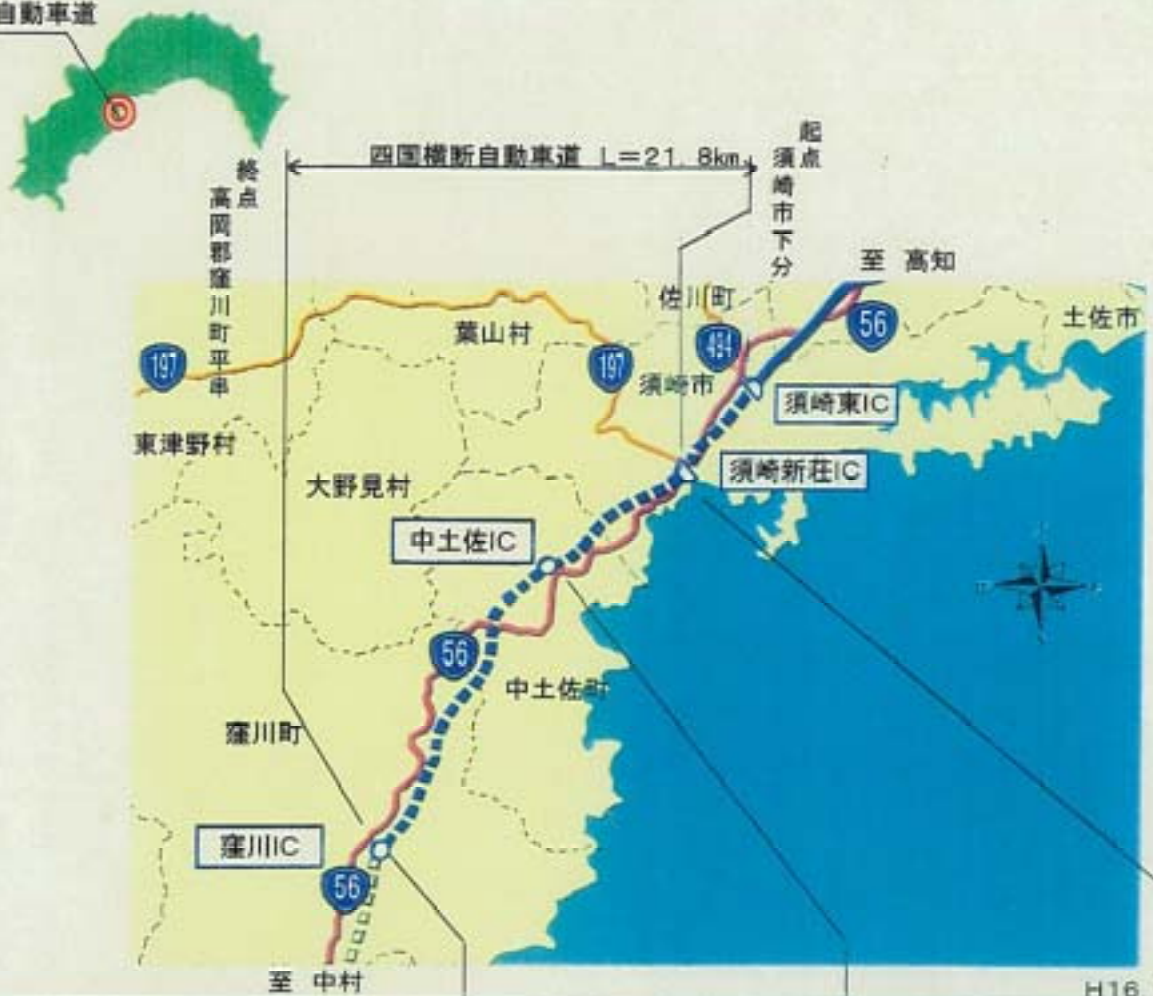 自動車道
四国横断自動車道 L=21.8km
起点
須崎市下分
終点
高岡郡窪川町平串
至 高知
佐川町
土佐市
葉山村
56
494
197
197
須崎市
須崎東IC
東津野村
須崎新荘IC
大野見村
中土佐IC
56
中土佐町
窪川町
窪川IC
56
至 中村
H16